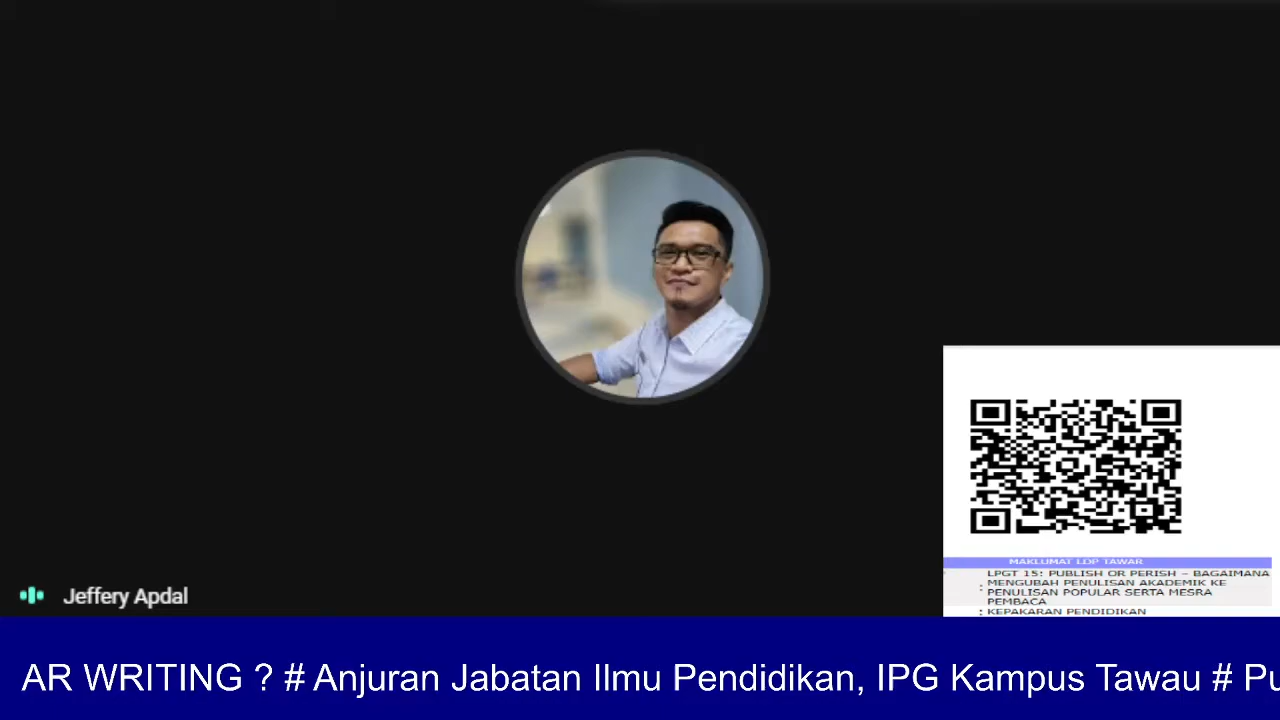 MAKLUMAT LDP TAWAR
LPGT 15: PUBLISH OR PERISH – BAGAIMANA
: MENGUBAH PENULISAN AKADEMIK KE
PENULISAN POPULAR SERTA MESRA
PEMBACA
: KEPAKARAN PENDIDIKAN
Jeffery Apdal
AR WRITING ? # Anjuran Jabatan Ilmu Pendidikan, IPG Kampus Tawau # Pu